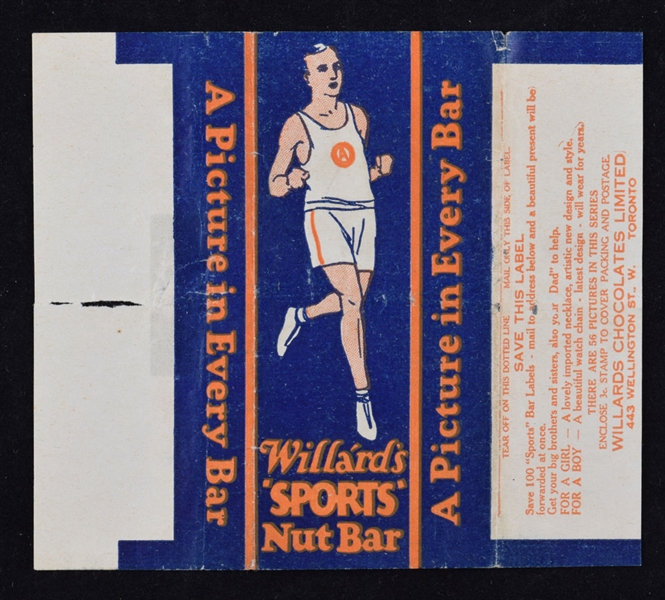 A Picture in Every Bar
A
Willard's
"SPORTS"
Nut Bar
A Picture in Every Bar
TEAR OFF ON THIS DOTTED LINE MAIL ONLY THIS SIDE OF LABEL.
SAVE THIS LABEL
Save 100 "Sports" Bar Labels - mail to address below and a beautiful present will be
forwarded at once.
Get your big brothers and sisters, also your Dad" to help.
FOR A GIRL — A lovely imported necklace, artistic new design and style.
FOR A BOY — A beautiful watch chain - latest design - will wear for years.
THERE ARE 56 PICTURES IN THIS SERIES
ENCLOSE 3c STAMP TO COVER PACKING AND POSTAGE.
WILLARDS CHOCOLATES LIMITED
443 WELLINGTON ST., W. TORONTO